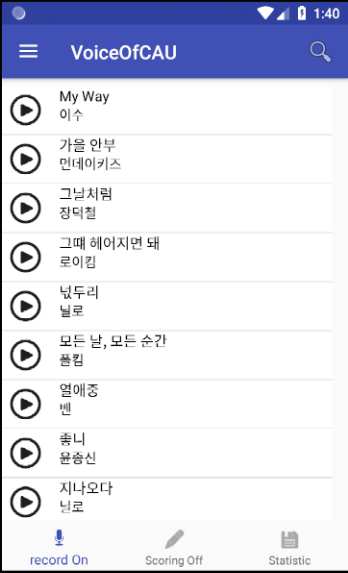 1:40
VoiceOfCAU
My Way
이수
가을 안부
먼데이키즈
그날처럼
장덕철
그때 헤어지면 돼
로이킴
넋두리
닐로
모든 날, 모든 순간
폴킴
열애중
벤
좋니
윤종신
지나오다
닐로
record On
Scoring Off
Statistic